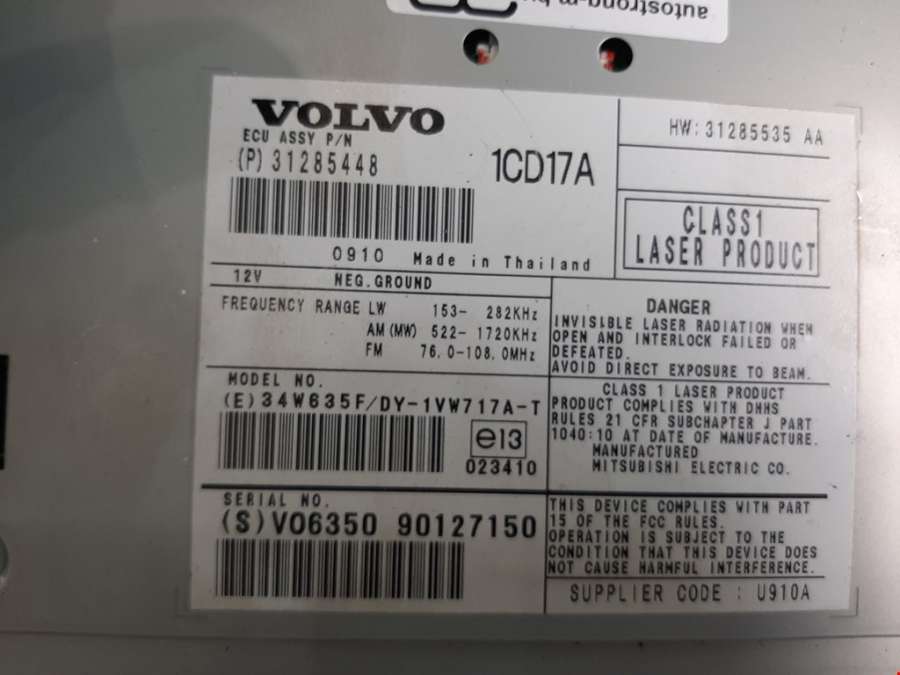 autostrong-m.b
VOLVO
ECU ASSY P/N
(P) 31285448
1CD17A
HW: 31285535 AA
CLASS1
LASER PRODUCT
0910 Made in Thailand
12V NEG. GROUND
FREQUENCY RANGE LW 153- 282KHz
AM (MW) 522- 1720KHz
FM 76.0-108.0MHz
DANGER
INVISIBLE LASER RADIATION WHEN
OPEN AND INTERLOCK FAILED OR
DEFEATED.
AVOID DIRECT EXPOSURE TO BEAM.
MODEL NO.
(E) 34W635F/DY-1VW717A-T
e13
023410
CLASS 1 LASER PRODUCT
PRODUCT COMPLIES WITH DHHS
RULES 21 CFR SUBCHAPTER J PART
1040:10 AT DATE OF MANUFACTURE.
MANUFACTURED
MITSUBISHI ELECTRIC CO.
SERIAL NO.
(S) VO6350 90127150
THIS DEVICE COMPLIES WITH PART
15 OF THE FCC RULES.
OPERATION IS SUBJECT TO THE
CONDITION THAT THIS DEVICE DOES
NOT CAUSE HARMFUL INTERFERENCE.
SUPPLIER CODE : U910A